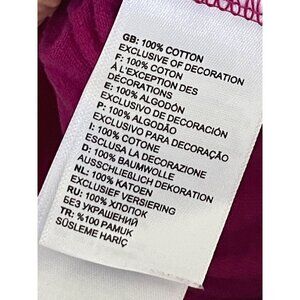 GB: 100% COTTON
EXCLUSIVE OF DECORATION
F: 100% COTON
À L'EXCEPTION DES
DÉCORATIONS
E: 100% ALGODÓN
EXCLUSIVO DE DECORACIÓN
P: 100% ALGODÃO
EXCLUSIVO PARA DECORAÇÃO
I: 100% COTONE
ESCLUSA LA DECORAZIONE
D: 100% BAUMWOLLE
AUSSCHLIEßLICH DEKORATION
NL: 100% KATOEN
EXCLUSIEF VERSIERING
RU: 100% ХЛОПОК
БЕЗ УКРАШЕНИЙ
TR: %100 PAMUK
SÜSLEME HARİÇ